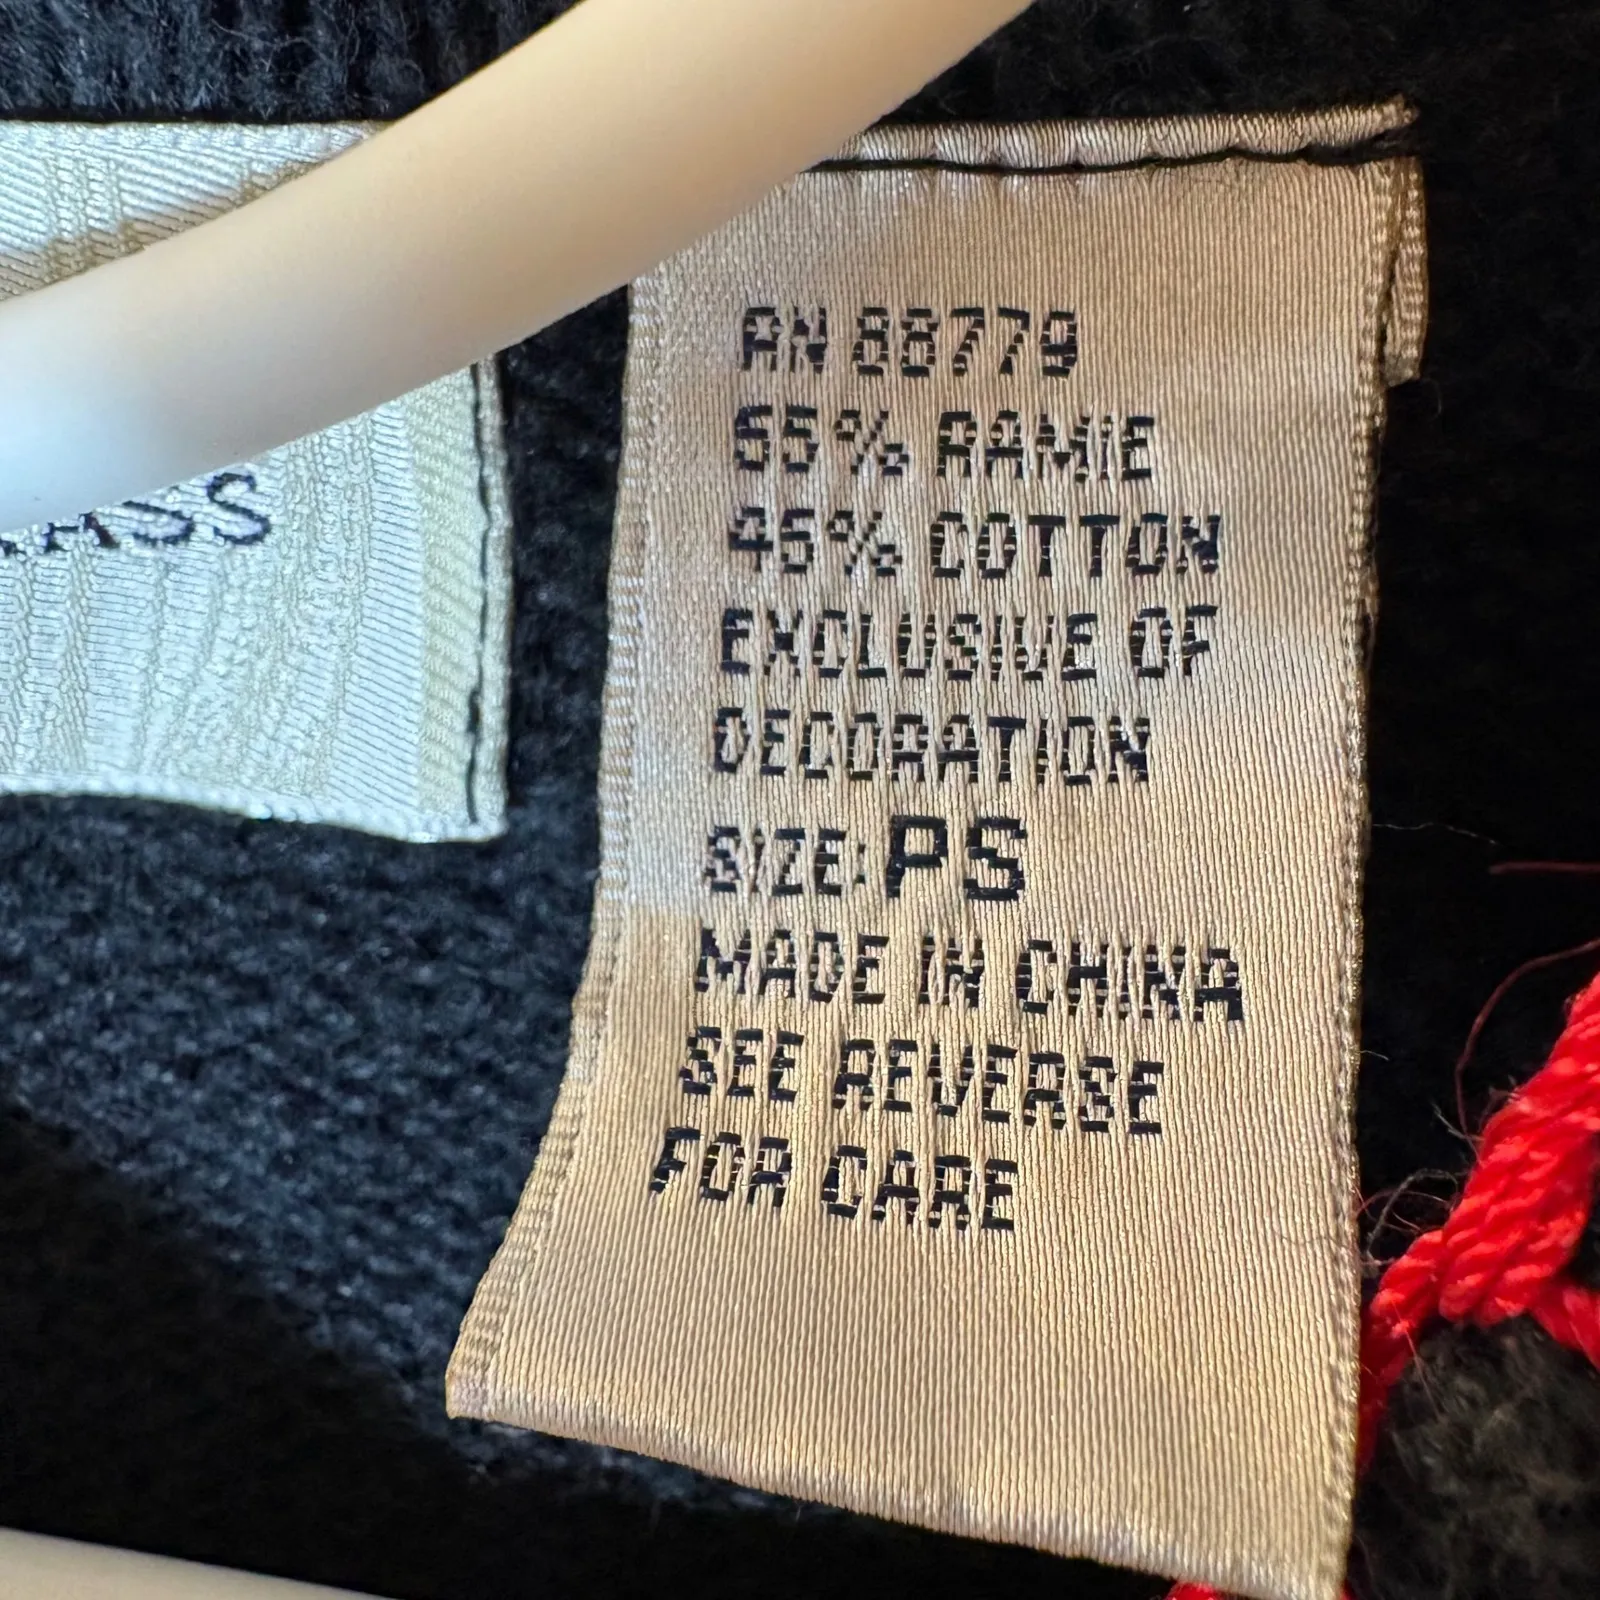 RN 88779
55% RAMIE
45% COTTON
EXCLUSIVE OF
DECORATION
SIZE: PS
MADE IN CHINA
SEE REVERSE
FOR CARE